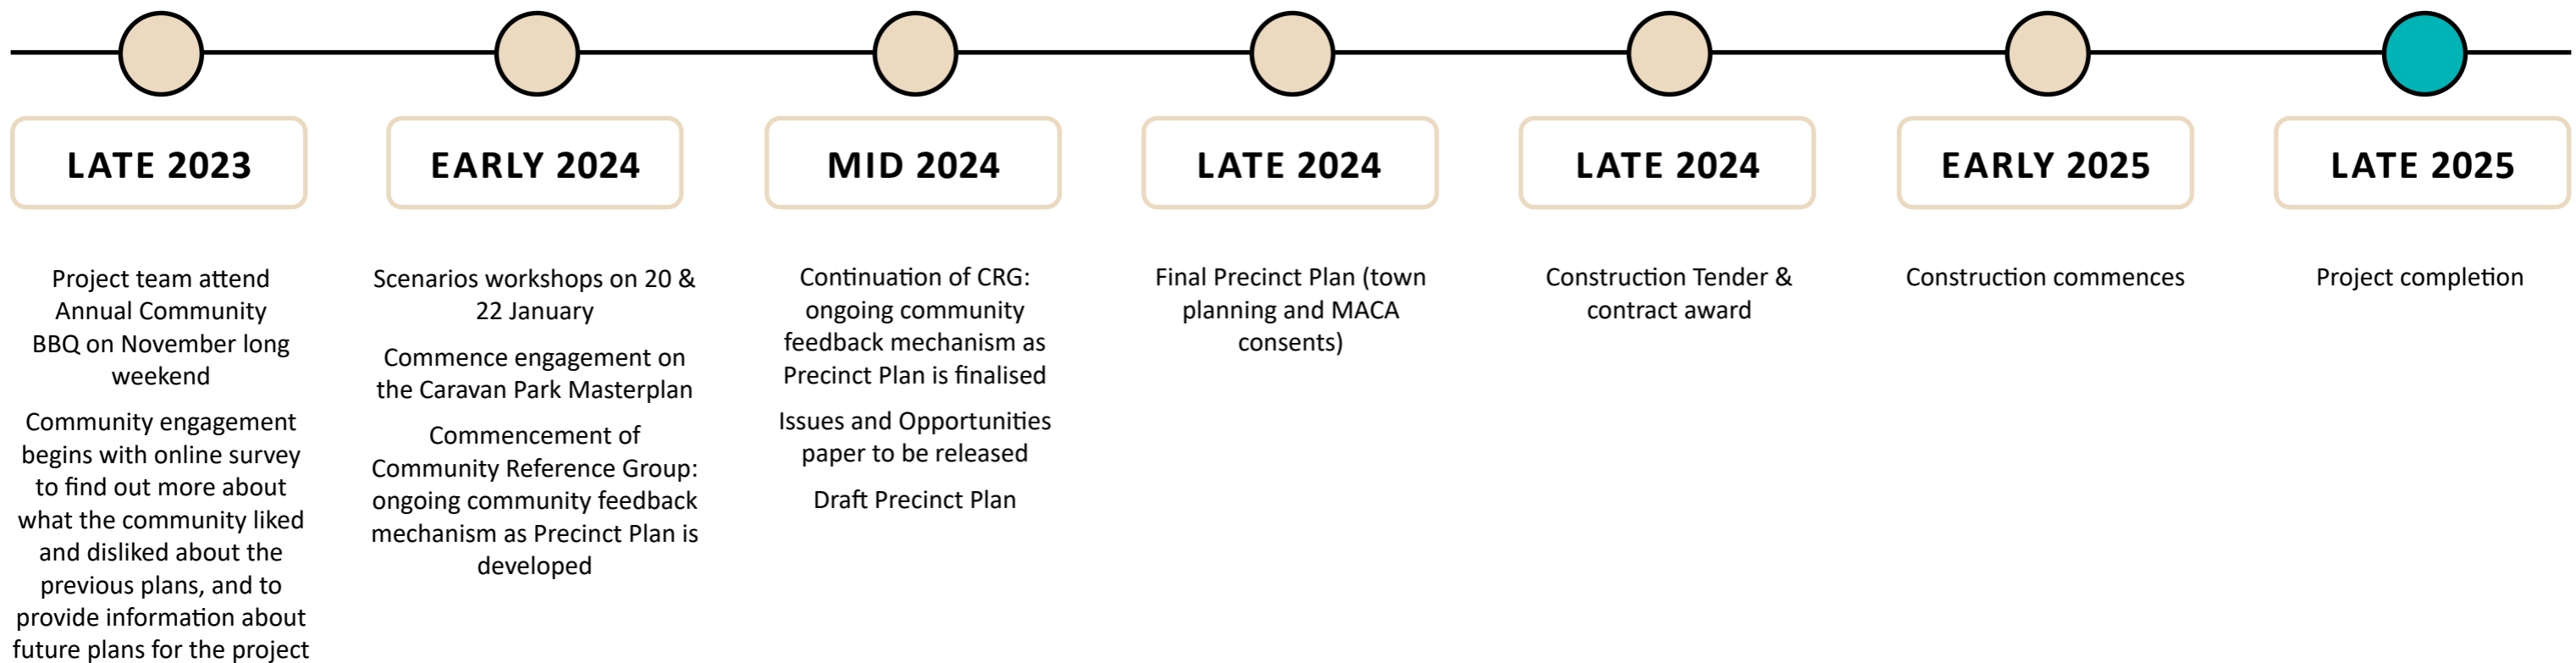 LATE 2023
Project team attend
Annual Community
BBQ on November long
weekend
Community engagement
begins with online survey
to find out more about
what the community liked
and disliked about the
previous plans, and to
provide information about
future plans for the project
EARLY 2024
Scenarios workshops on 20 &
22 January
Commence engagement on
the Caravan Park Masterplan
Commencement of
Community Reference Group:
ongoing community feedback
mechanism as Precinct Plan is
developed
MID 2024
Continuation of CRG:
ongoing community
feedback mechanism as
Precinct Plan is finalised
Issues and Opportunities
paper to be released
Draft Precinct Plan
LATE 2024
Final Precinct Plan (town
planning and MACA
consents)
LATE 2024
Construction Tender &
contract award
EARLY 2025
Construction commences
LATE 2025
Project completion